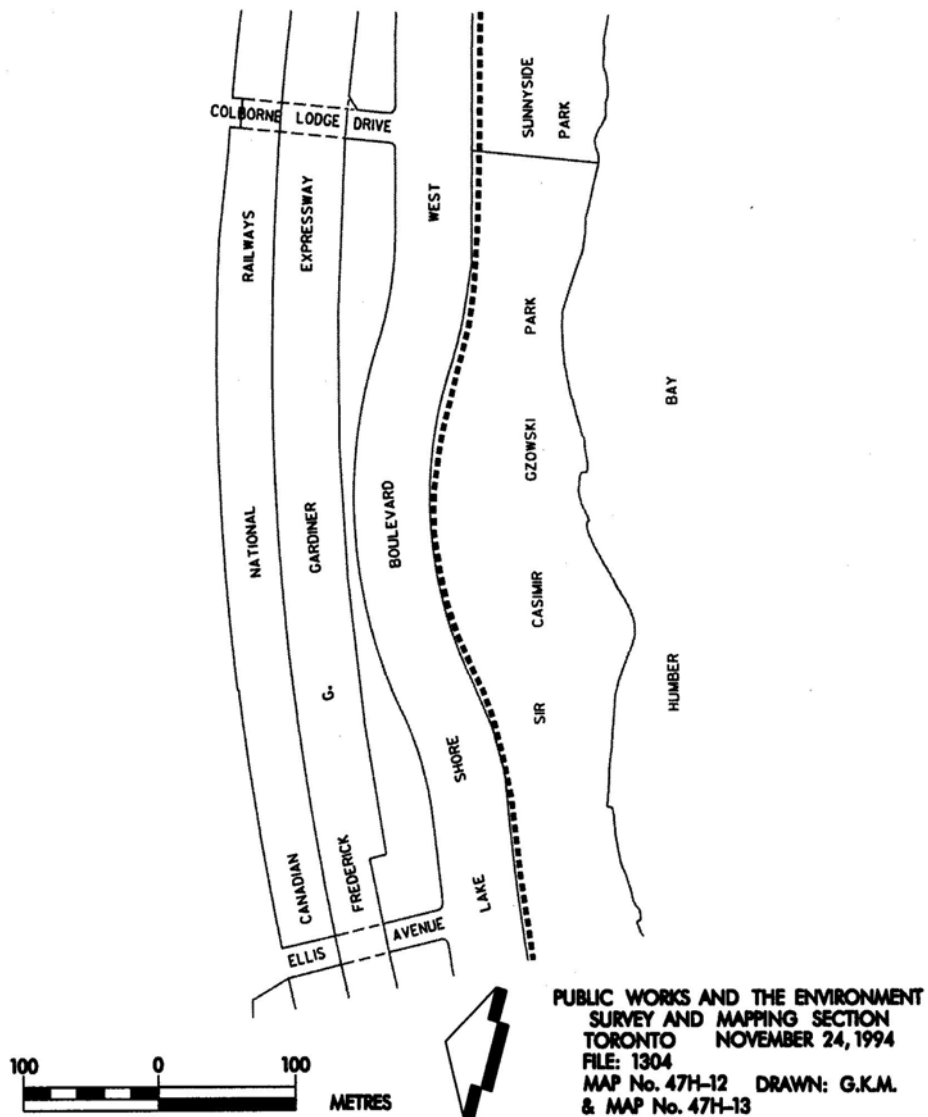 SUNNYSIDE
PARK
COLBORNE LODGE DRIVE
CANADIAN NATIONAL RAILWAYS
FREDERICK G. GARDINER EXPRESSWAY
LAKE SHORE BOULEVARD WEST
SIR CASIMIR GZOWSKI PARK
HUMBER BAY
ELLIS AVENUE
PUBLIC WORKS AND THE ENVIRONMENT
SURVEY AND MAPPING SECTION
TORONTO NOVEMBER 24, 1994
FILE: 1304
MAP No. 47H-12 DRAWN: G.K.M.
& MAP No. 47H-13
100 0 100
METRES